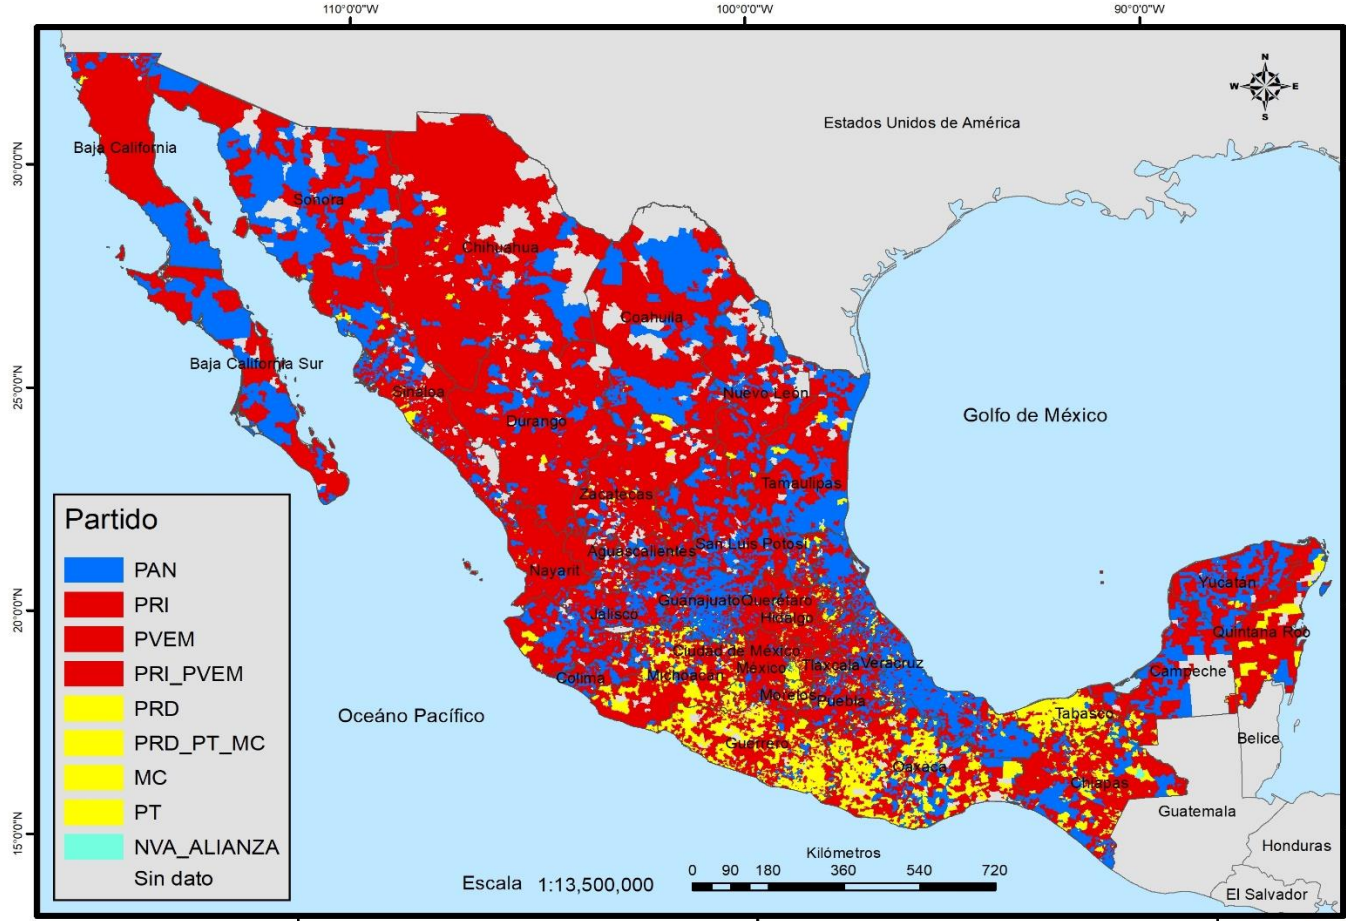 110°0'0"W
100°0'0"W
90°0'0"W
30°0'0"N
25°0'0"N
20°0'0"N
15°0'0"N
N
W
E
S
Estados Unidos de América
Baja California
Sonora
Chihuahua
Coahuila
Baja California Sur
Sinaloa
Nuevo León
Durango
Golfo de México
Zacatecas
Tamaulipas
Aguascalientes
San Luis Potosí
Nayarit
Yucatán
Guanajuato
Querétaro
Jalisco
Hidalgo
Quintana Roo
Ciudad de México
México
Tlaxcala
Veracruz
Campeche
Colima
Michoacán
Morelos
Puebla
Oceáno Pacífico
Tabasco
Belice
Guerrero
Oaxaca
Chiapas
Guatemala
Honduras
El Salvador
Partido
PAN
PRI
PVEM
PRI_PVEM
PRD
PRD_PT_MC
MC
PT
NVA_ALIANZA
Sin dato
Escala 1:13,500,000
Kilómetros
0 90 180 360 540 720